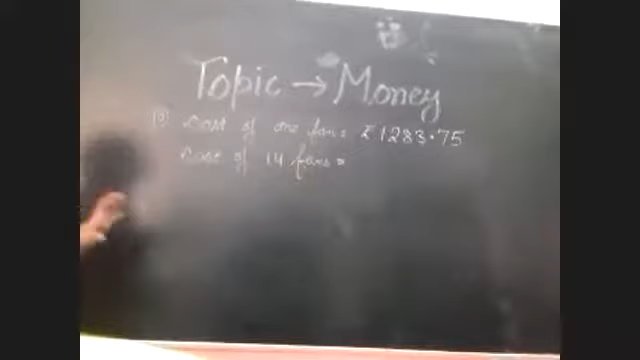 Topic → Money
Cost of one fan = ₹1283.75
Cost of 14 fans =